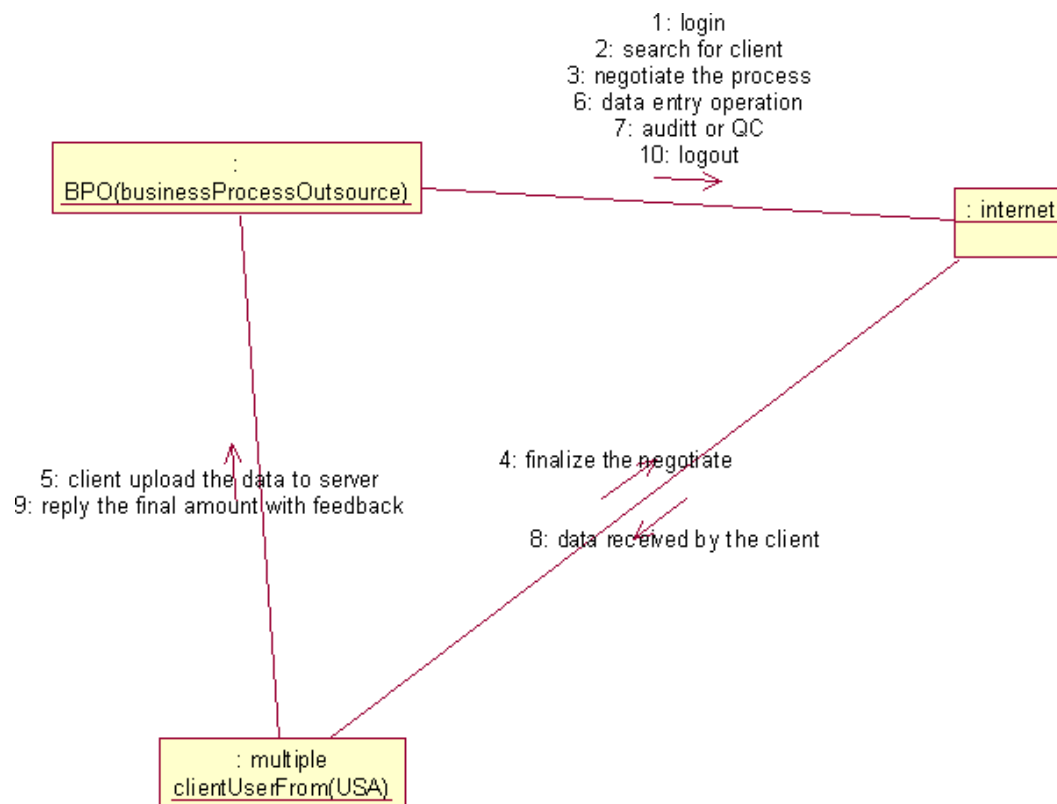 1: login
2: search for client
3: negotiate the process
6: data entry operation
7: auditt or QC
10: logout
:
BPO(businessProcessOutsource)
: internet
4: finalize the negotiate
5: client upload the data to server
9: reply the final amount with feedback
8: data received by the client
: multiple
clientUserFrom(USA)